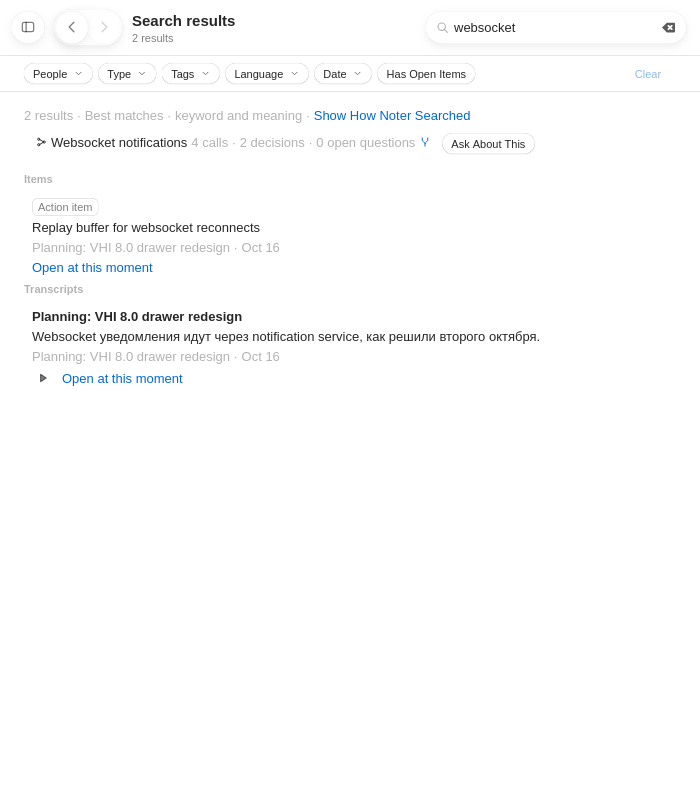 Search results
2 results
websocket
People
Type
Tags
Language
Date
Has Open Items
Clear
2 results · Best matches · keyword and meaning · Show How Noter Searched
Websocket notifications 4 calls · 2 decisions · 0 open questions
Ask About This
Items
Action item
Replay buffer for websocket reconnects
Planning: VHI 8.0 drawer redesign · Oct 16
Open at this moment
Transcripts
Planning: VHI 8.0 drawer redesign
Websocket уведомления идут через notification service, как решили второго октября.
Planning: VHI 8.0 drawer redesign · Oct 16
Open at this moment